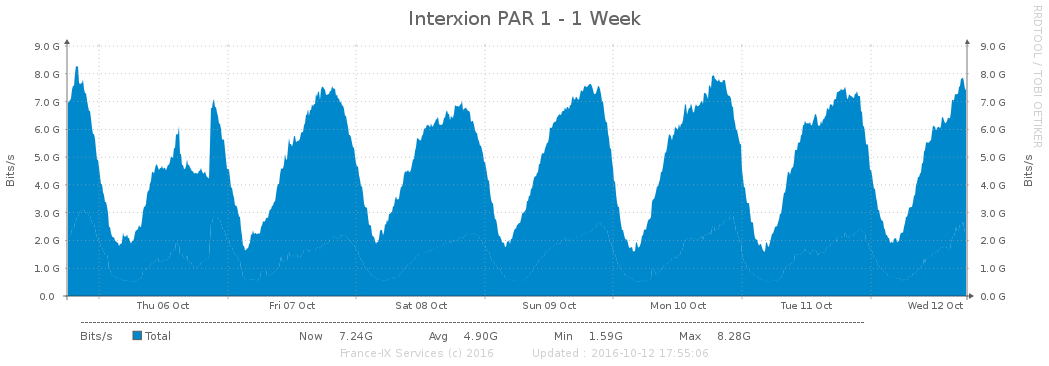 Interxion PAR 1 - 1 Week
RRDTOOL / TOBI OETIKER
Bits/s
Bits/s
9.0 G 9.0 G
8.0 G 8.0 G
7.0 G 7.0 G
6.0 G 6.0 G
5.0 G 5.0 G
4.0 G 4.0 G
3.0 G 3.0 G
2.0 G 2.0 G
1.0 G 1.0 G
0.0 0.0 G
Thu 06 Oct Fri 07 Oct Sat 08 Oct Sun 09 Oct Mon 10 Oct Tue 11 Oct Wed 12 Oct
Bits/s Total Now 7.24G Avg 4.90G Min 1.59G Max 8.28G
France-IX Services (c) 2016 Updated : 2016-10-12 17:55:06